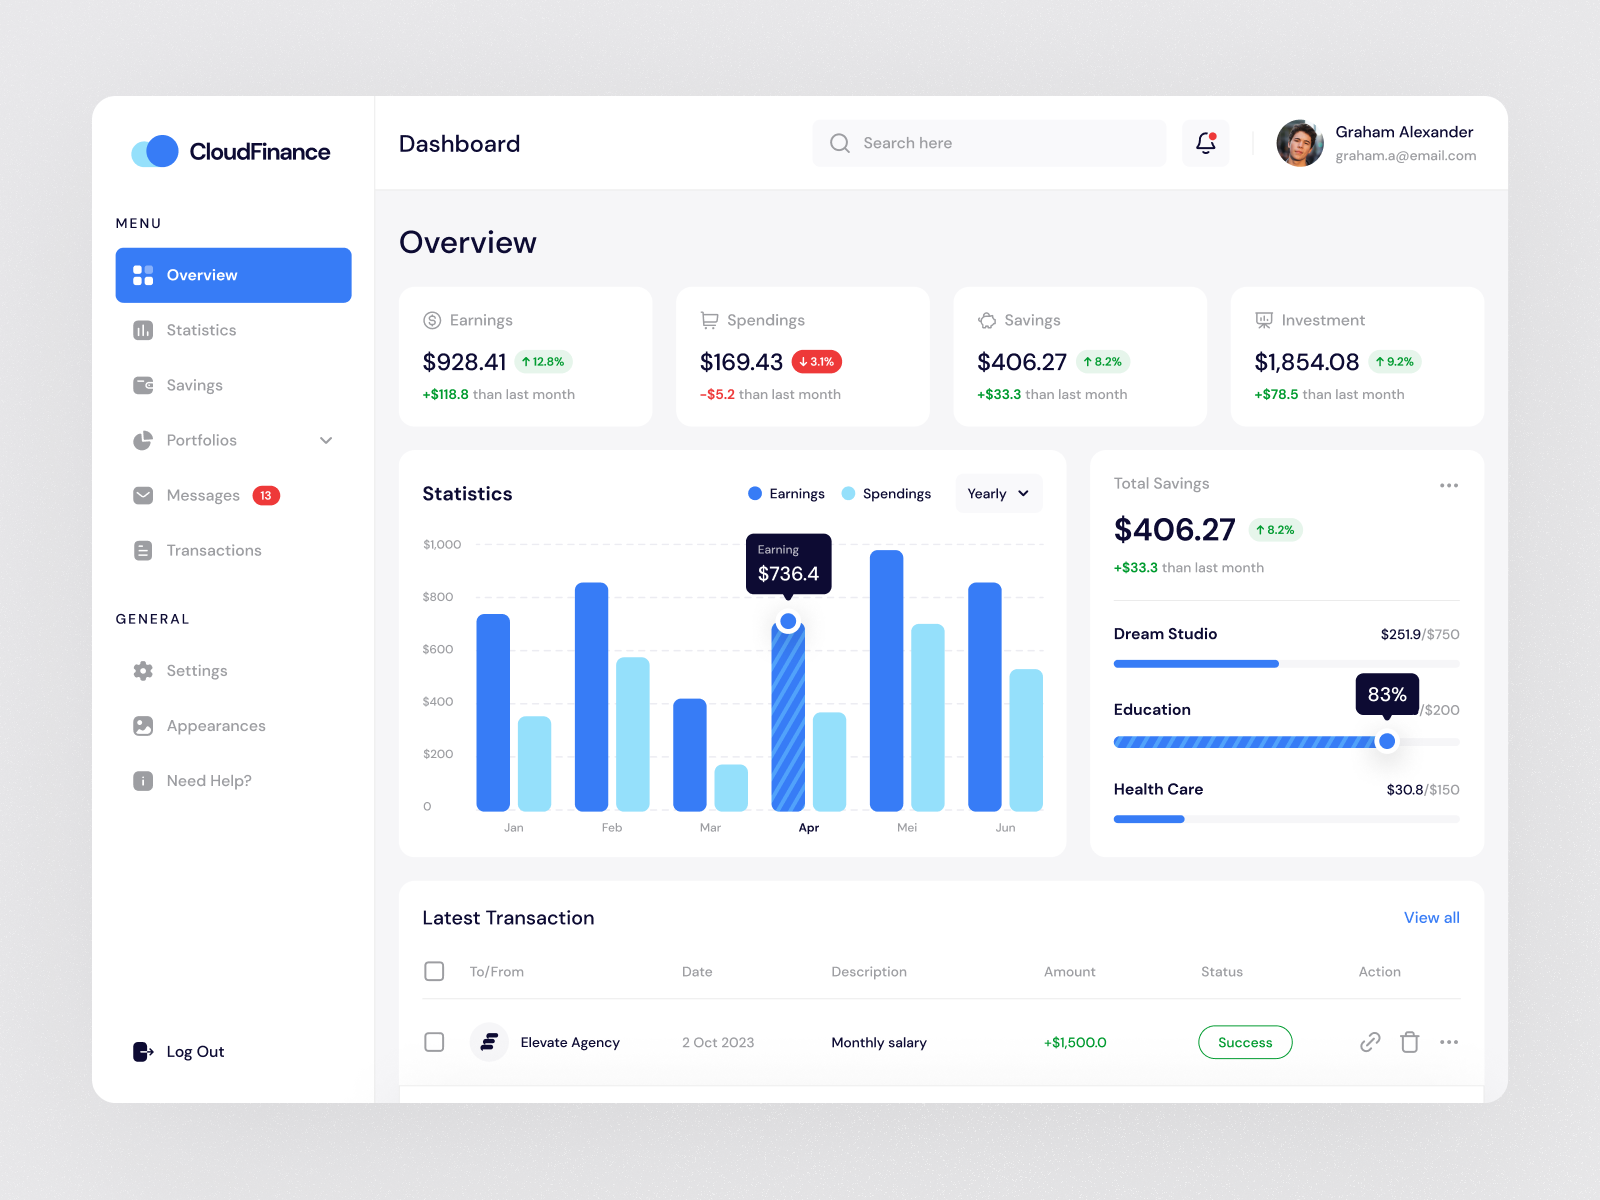 CloudFinance
MENU
Overview
Statistics
Savings
Portfolios
Messages 13
Transactions
GENERAL
Settings
Appearances
Need Help?
Log Out
Dashboard
Search here
Graham Alexander
graham.a@email.com
Overview
Earnings
$928.41 ↑ 12.8%
+$118.8 than last month
Spendings
$169.43 ↓ 3.1%
-$5.2 than last month
Savings
$406.27 ↑ 8.2%
+$33.3 than last month
Investment
$1,854.08 ↑ 9.2%
+$78.5 than last month
Statistics
Earnings Spendings Yearly
$1,000
$800
$600
$400
$200
0
Earning
$736.4
Jan Feb Mar Apr Mei Jun
Total Savings
$406.27 ↑ 8.2%
+$33.3 than last month
Dream Studio $251.9/$750
83%
Education /$200
Health Care $30.8/$150
Latest Transaction View all
To/From Date Description Amount Status Action
Elevate Agency 2 Oct 2023 Monthly salary +$1,500.0 Success